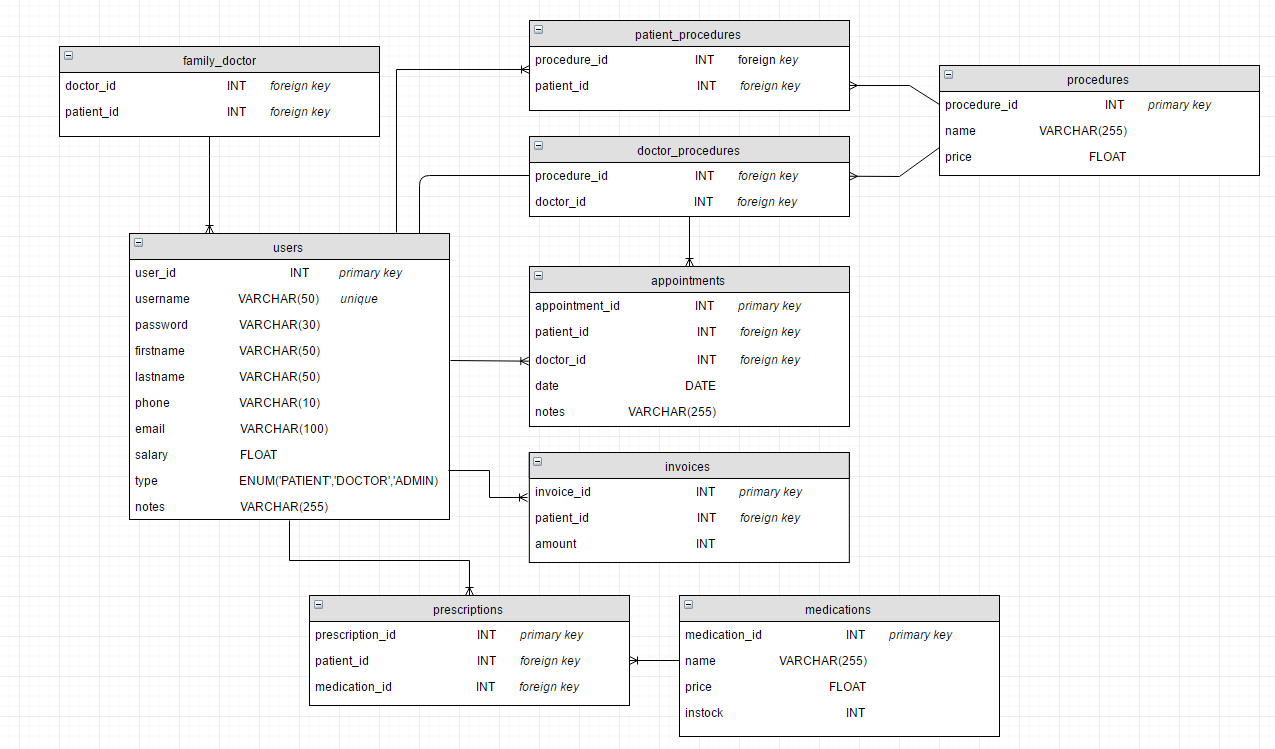 family_doctor
doctor_id INT foreign key
patient_id INT foreign key
patient_procedures
procedure_id INT foreign key
patient_id INT foreign key
procedures
procedure_id INT primary key
name VARCHAR(255)
price FLOAT
doctor_procedures
procedure_id INT foreign key
doctor_id INT foreign key
users
user_id INT primary key
username VARCHAR(50) unique
password VARCHAR(30)
firstname VARCHAR(50)
lastname VARCHAR(50)
phone VARCHAR(10)
email VARCHAR(100)
salary FLOAT
type ENUM('PATIENT','DOCTOR','ADMIN)
notes VARCHAR(255)
appointments
appointment_id INT primary key
patient_id INT foreign key
doctor_id INT foreign key
date DATE
notes VARCHAR(255)
invoices
invoice_id INT primary key
patient_id INT foreign key
amount INT
prescriptions
prescription_id INT primary key
patient_id INT foreign key
medication_id INT foreign key
medications
medication_id INT primary key
name VARCHAR(255)
price FLOAT
instock INT